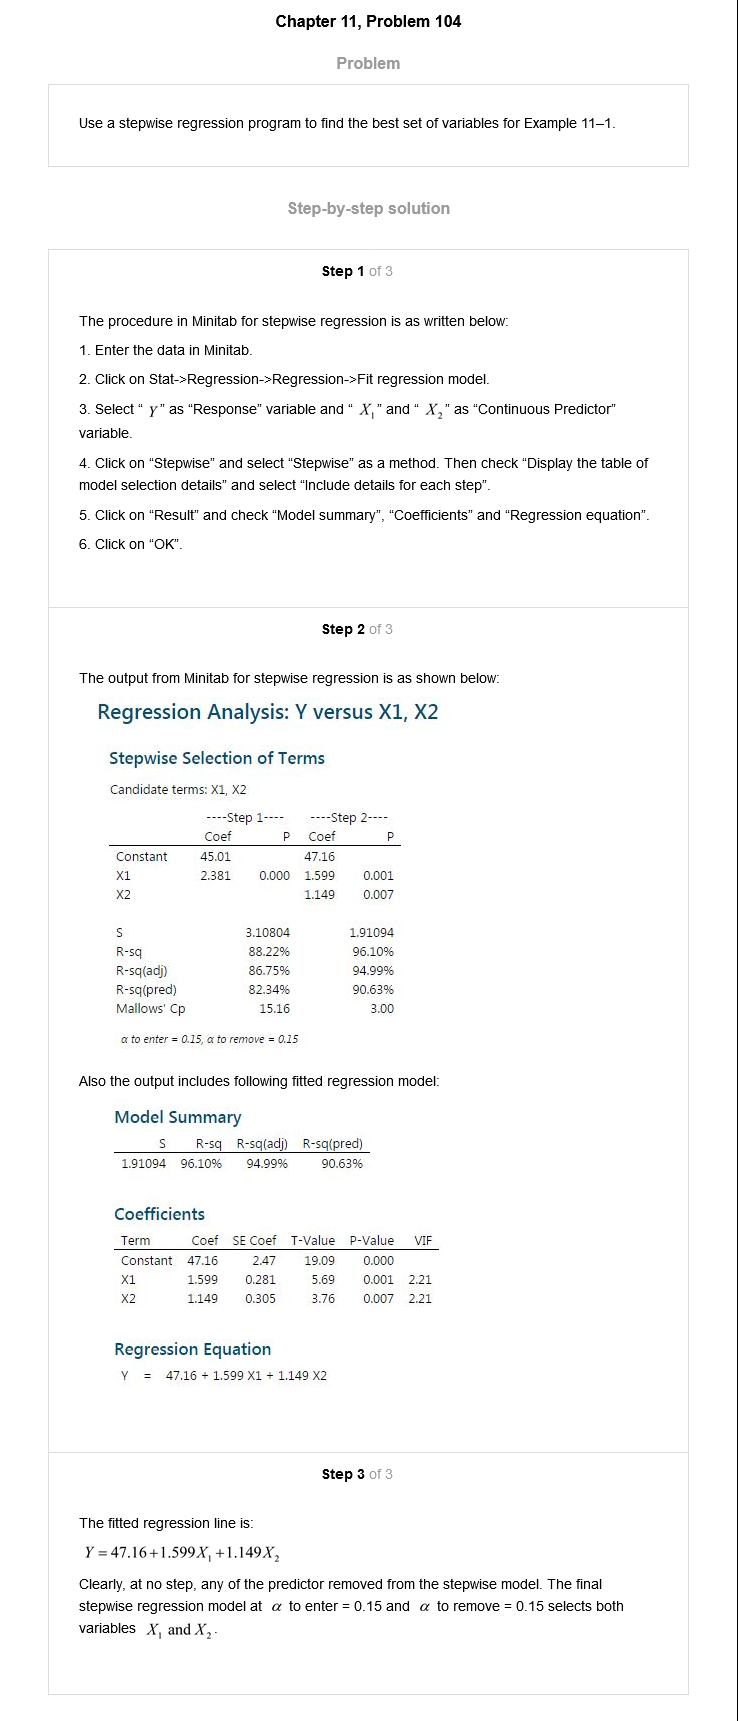 Chapter 11, Problem 104
Problem
Use a stepwise regression program to find the best set of variables for Example 11–1.
Step-by-step solution
Step 1 of 3
The procedure in Minitab for stepwise regression is as written below:
1. Enter the data in Minitab.
2. Click on Stat->Regression->Regression->Fit regression model.
3. Select “ Y” as “Response” variable and “ X₁” and “ X₂” as “Continuous Predictor”
variable.
4. Click on “Stepwise” and select “Stepwise” as a method. Then check “Display the table of
model selection details” and select “Include details for each step”.
5. Click on “Result” and check “Model summary”, “Coefficients” and “Regression equation”.
6. Click on “OK”.
Step 2 of 3
The output from Minitab for stepwise regression is as shown below:
Regression Analysis: Y versus X1, X2
Stepwise Selection of Terms
Candidate terms: X1, X2
----Step 1---- ----Step 2----
Coef P Coef P
Constant 45.01 47.16
X1 2.381 0.000 1.599 0.001
X2 1.149 0.007
S 3.10804 1.91094
R-sq 88.22% 96.10%
R-sq(adj) 86.75% 94.99%
R-sq(pred) 82.34% 90.63%
Mallows' Cp 15.16 3.00
α to enter = 0.15, α to remove = 0.15
Also the output includes following fitted regression model:
Model Summary
S R-sq R-sq(adj) R-sq(pred)
1.91094 96.10% 94.99% 90.63%
Coefficients
Term Coef SE Coef T-Value P-Value VIF
Constant 47.16 2.47 19.09 0.000
X1 1.599 0.281 5.69 0.001 2.21
X2 1.149 0.305 3.76 0.007 2.21
Regression Equation
Y = 47.16 + 1.599 X1 + 1.149 X2
Step 3 of 3
The fitted regression line is:
Y = 47.16+1.599X₁ +1.149X₂
Clearly, at no step, any of the predictor removed from the stepwise model. The final
stepwise regression model at α to enter = 0.15 and α to remove = 0.15 selects both
variables X₁ and X₂.